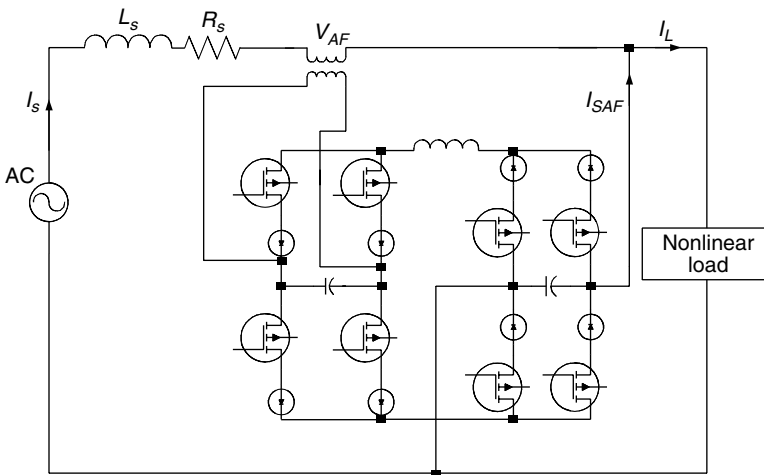 L_s
R_s
V_AF
I_L
I_s
I_SAF
AC
Nonlinear
load